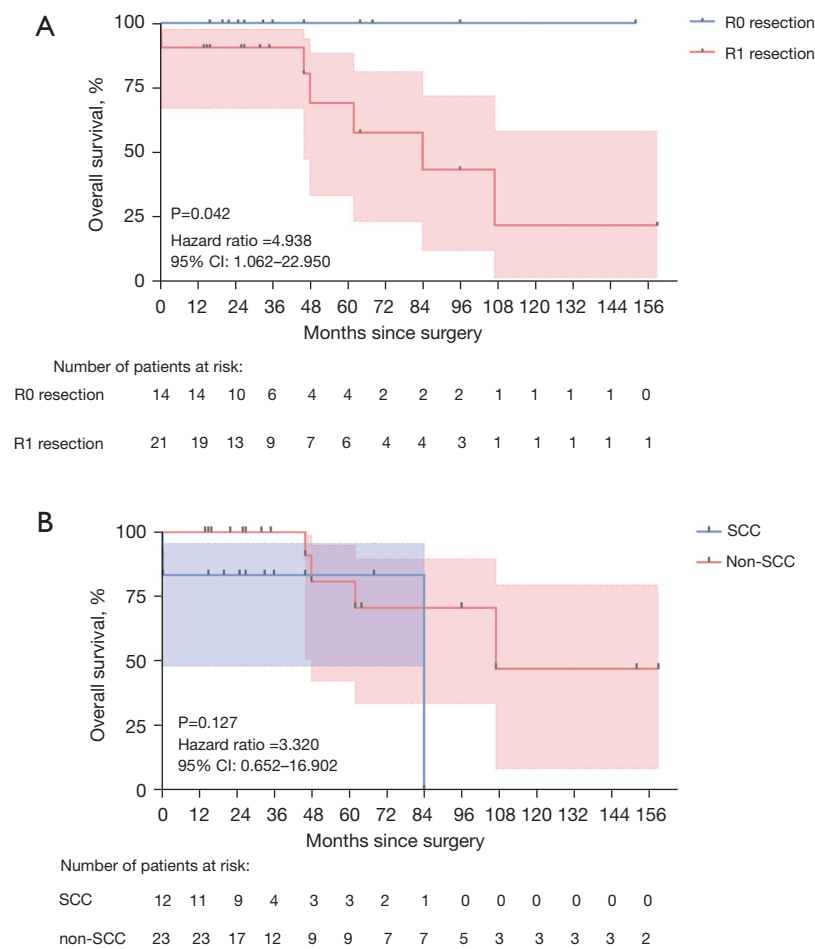 A
100
75
50
25
0
Overall survival, %
R0 resection
R1 resection
P=0.042
Hazard ratio =4.938
95% CI: 1.062–22.950
0 12 24 36 48 60 72 84 96 108 120 132 144 156
Months since surgery
Number of patients at risk:
R0 resection 14 14 10 6 4 4 2 2 2 1 1 1 1 0
R1 resection 21 19 13 9 7 6 4 4 3 1 1 1 1 1
B
100
75
50
25
0
Overall survival, %
SCC
Non-SCC
P=0.127
Hazard ratio =3.320
95% CI: 0.652–16.902
0 12 24 36 48 60 72 84 96 108 120 132 144 156
Months since surgery
Number of patients at risk:
SCC 12 11 9 4 3 3 2 1 0 0 0 0 0 0
non-SCC 23 23 17 12 9 9 7 7 5 3 3 3 3 2